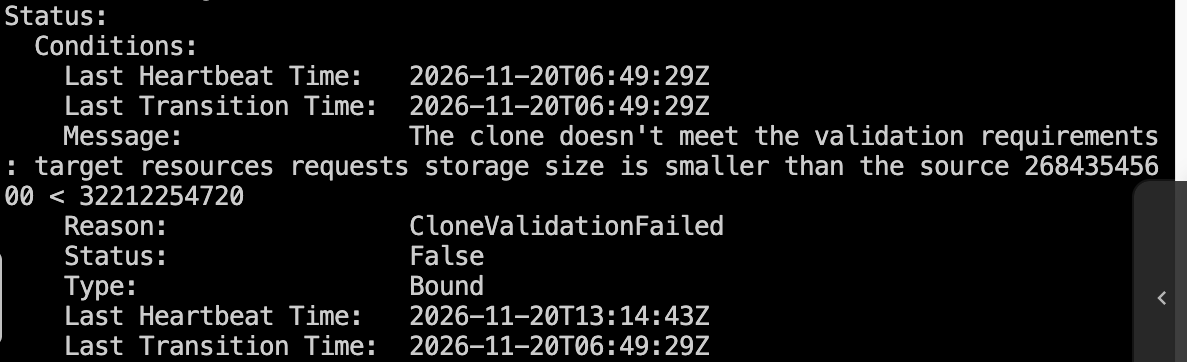 Status:
  Conditions:
    Last Heartbeat Time:   2026-11-20T06:49:29Z
    Last Transition Time:  2026-11-20T06:49:29Z
    Message:               The clone doesn't meet the validation requirements
: target resources requests storage size is smaller than the source 268435456
00 < 32212254720
    Reason:                CloneValidationFailed
    Status:                False
    Type:                  Bound
    Last Heartbeat Time:   2026-11-20T13:14:43Z
    Last Transition Time:  2026-11-20T06:49:29Z